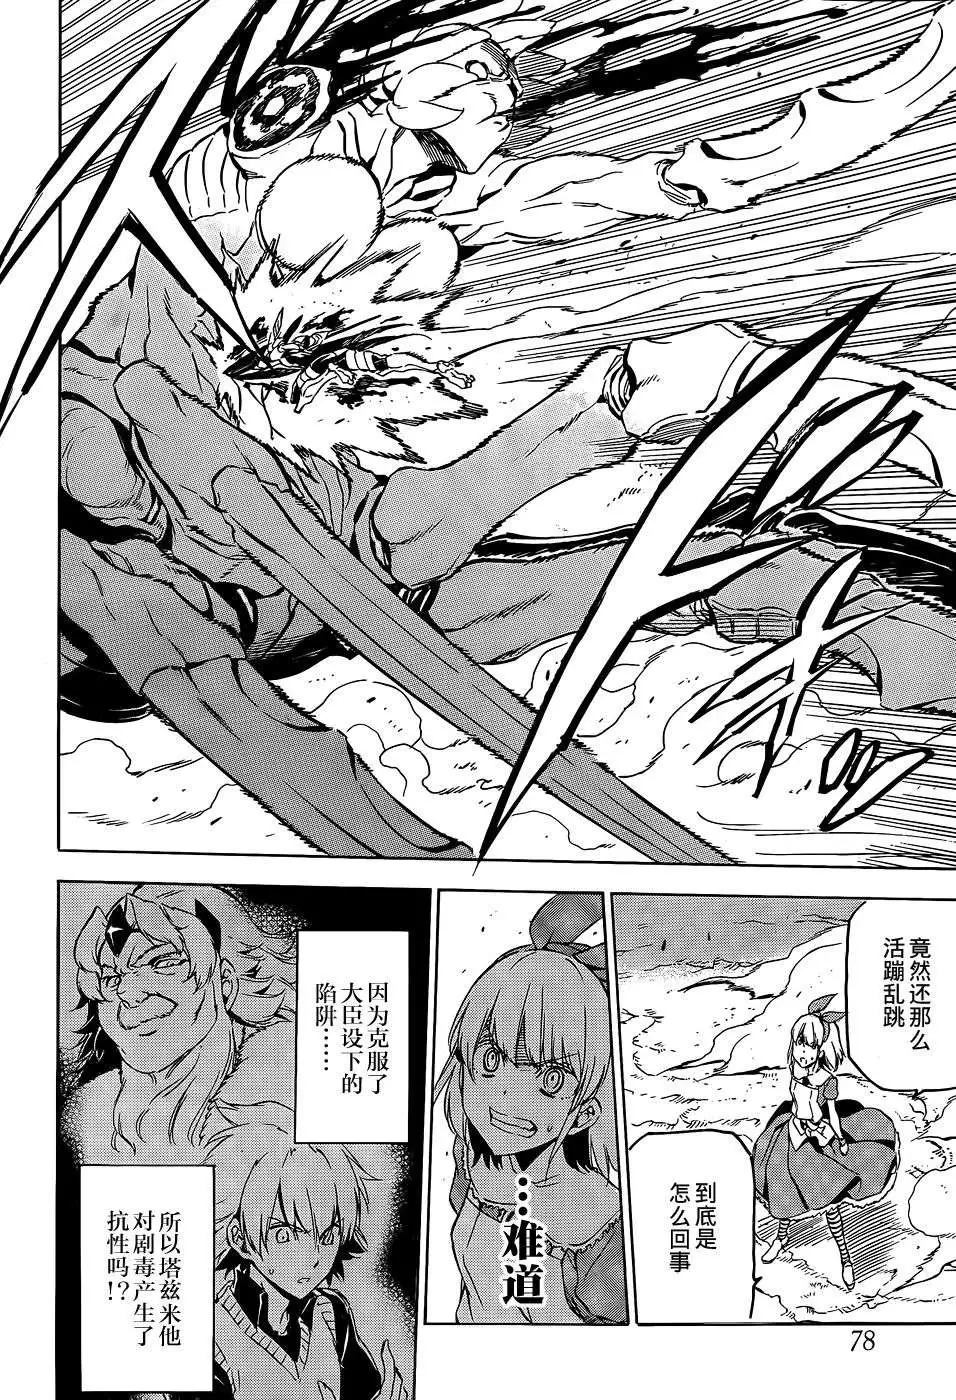 竟然还那么
活蹦乱跳
到底是
怎么回事
…难道
因为克服了
大臣设下的
陷阱……
所以塔兹米他
对剧毒产生了
抗性吗!?
78